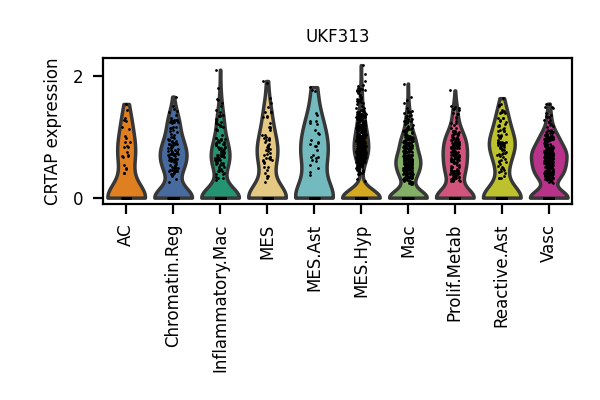 UKF313
CRTAP expression
2
0
AC
Chromatin.Reg
Inflammatory.Mac
MES
MES.Ast
MES.Hyp
Mac
Prolif.Metab
Reactive.Ast
Vasc